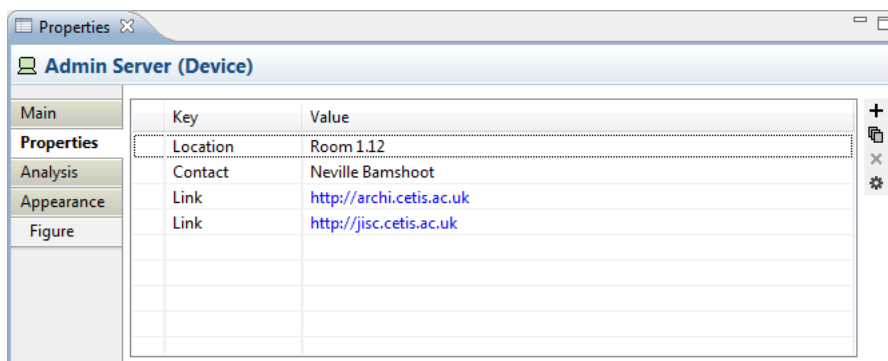 Properties
Admin Server (Device)
Main
Properties
Analysis
Appearance
Figure
Key Value
Location Room 1.12
Contact Neville Bamshoot
Link http://archi.cetis.ac.uk
Link http://jisc.cetis.ac.uk